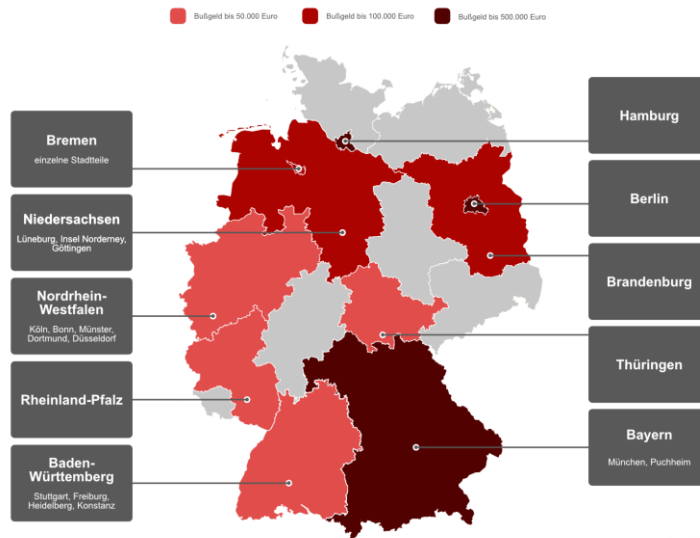 Bußgeld bis 50.000 Euro
Bußgeld bis 100.000 Euro
Bußgeld bis 500.000 Euro
Bremen
einzelne Stadtteile
Niedersachsen
Lüneburg, Insel Norderney,
Göttingen
Nordrhein-
Westfalen
Köln, Bonn, Münster,
Dortmund, Düsseldorf
Rheinland-Pfalz
Baden-
Württemberg
Stuttgart, Freiburg,
Heidelberg, Konstanz
Hamburg
Berlin
Brandenburg
Thüringen
Bayern
München, Puchheim